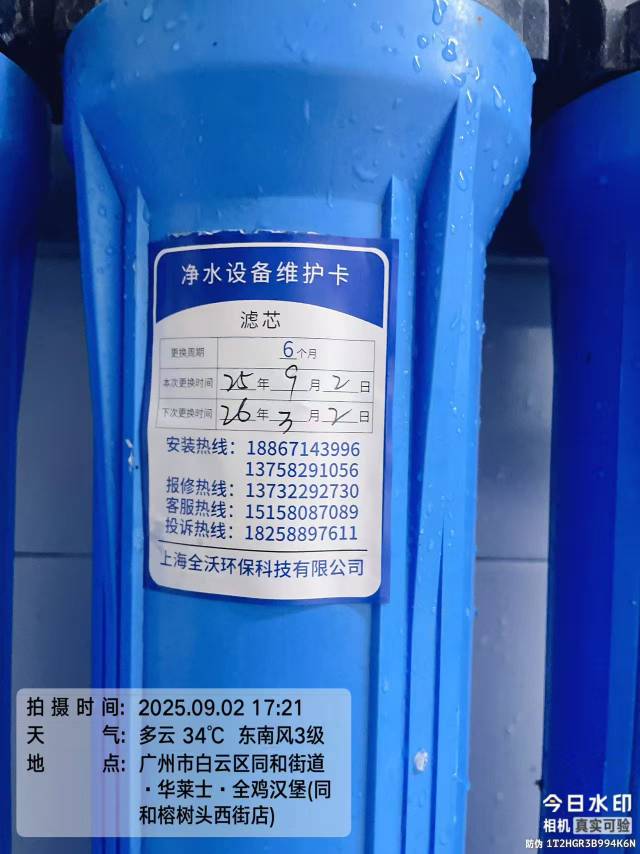 净水设备维护卡
滤芯
更换周期 6个月
本次更换时间 25年9月2日
下次更换时间 26年3月2日
安装热线：18867143996
13758291056
报修热线：13732292730
客服热线：15158087089
投诉热线：18258897611
上海全沃环保科技有限公司
拍摄时间：2025.09.02 17:21
天气：多云 34℃ 东南风3级
地点：广州市白云区同和街道
·华莱士·全鸡汉堡(同
和榕树头西街店)
今日水印
相机 真实可验
防伪 1T2HGR3B994K6N